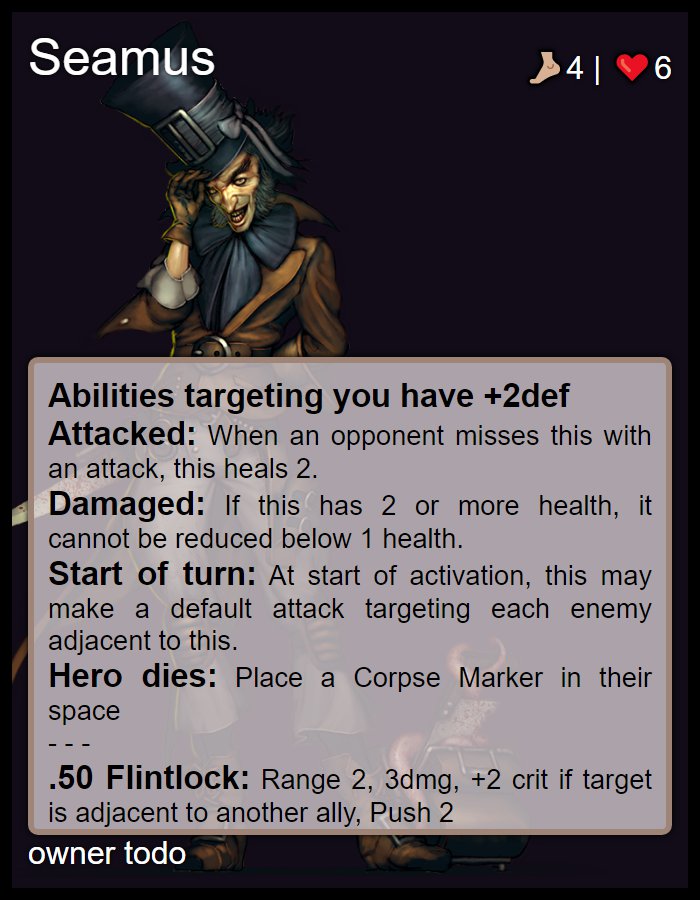 Seamus
🦶🏼4 | ❤️6
Abilities targeting you have +2def
Attacked: When an opponent misses this with
an attack, this heals 2.
Damaged: If this has 2 or more health, it
cannot be reduced below 1 health.
Start of turn: At start of activation, this may
make a default attack targeting each enemy
adjacent to this.
Hero dies: Place a Corpse Marker in their
space
- - -
.50 Flintlock: Range 2, 3dmg, +2 crit if target
is adjacent to another ally, Push 2
owner todo